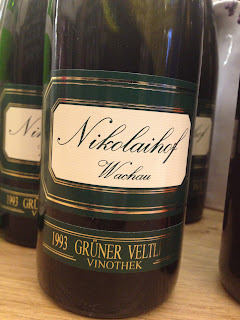 Nikolaihof
Wachau
1993 GRÜNER VELTL
VINOTHEK